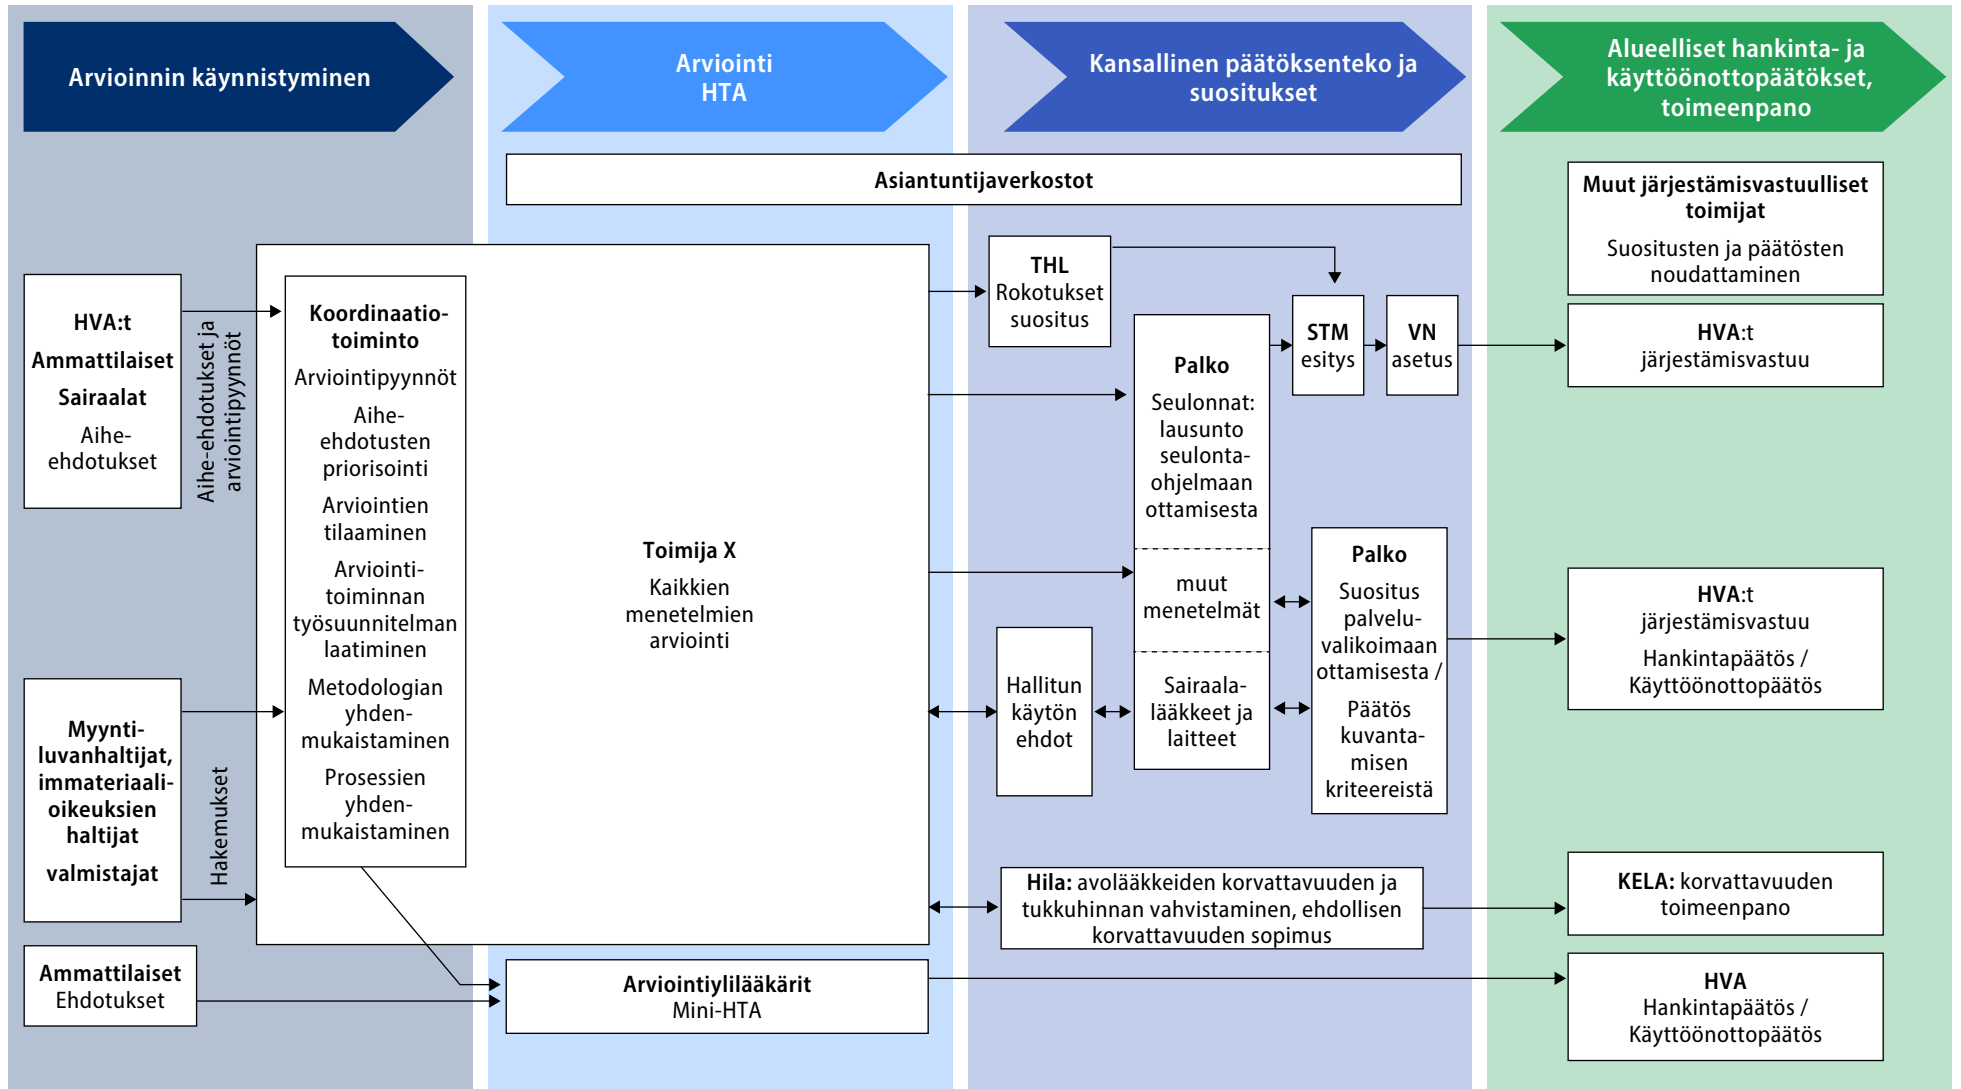 Arvioinnin käynnistyminen
Arviointi
HTA
Kansallinen päätöksenteko ja
suositukset
Alueelliset hankinta- ja
käyttöönottopäätökset,
toimeenpano
Asiantuntijaverkostot
HVA:t
Ammattilaiset
Sairaalat
Aihe-
ehdotukset
Aihe-ehdotukset ja
arviointipyynnöt
Myynti-
luvanhaltijat,
immateriaali-
oikeuksien
haltijat
valmistajat
Hakemukset
Ammattilaiset
Ehdotukset
Koordinaatio-
toiminto
Arviointipyynnöt
Aihe-
ehdotusten
priorisointi
Arviointien
tilaaminen
Arviointi-
toiminnan
työsuunnitelman
laatiminen
Metodologian
yhden-
mukaistaminen
Prosessien
yhden-
mukaistaminen
Toimija X
Kaikkien
menetelmien
arviointi
Arviointiylilääkärit
Mini-HTA
THL
Rokotukset
suositus
Palko
Seulonnat:
lausunto
seulonta-
ohjelmaan
ottamisesta
muut
menetelmät
Sairaala-
lääkkeet ja
laitteet
STM
esitys
VN
asetus
Hallitun
käytön
ehdot
Palko
Suositus
palvelu-
valikoimaan
ottamisesta /
Päätös
kuvanta-
misen
kriteereistä
Hila: avolääkkeiden korvattavuuden ja
tukkuhinnan vahvistaminen, ehdollisen
korvattavuuden sopimus
Muut järjestämisvastuulliset
toimijat
Suositusten ja päätösten
noudattaminen
HVA:t
järjestämisvastuu
HVA:t
järjestämisvastuu
Hankintapäätös /
Käyttöönottopäätös
KELA: korvattavuuden
toimeenpano
HVA
Hankintapäätös /
Käyttöönottopäätös